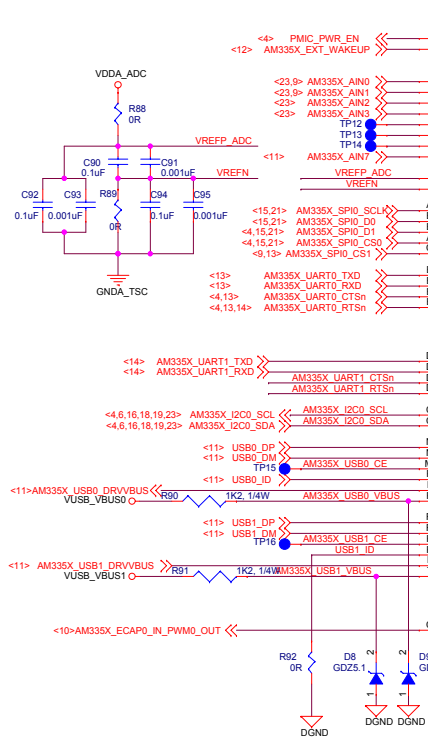 <4> PMIC_PWR_EN
<12> AM335X_EXT_WAKEUP
VDDA_ADC
<23,9> AM335X_AIN0
<23,9> AM335X_AIN1
<23> AM335X_AIN2
<23> AM335X_AIN3
R88
0R
TP12
TP13
TP14
VREFP_ADC
<11> AM335X_AIN7
C90
0.1uF
C91
0.001uF
VREFN
VREFP_ADC
VREFN
C92
0.1uF
C93
0.001uF
R89
0R
C94
0.1uF
C95
0.001uF
<15,21> AM335X_SPI0_SCLK
<15,21> AM335X_SPI0_D0
<4,15,21> AM335X_SPI0_D1
<4,15,21> AM335X_SPI0_CS0
<9,13> AM335X_SPI0_CS1
GNDA_TSC
<13> AM335X_UART0_TXD
<13> AM335X_UART0_RXD
<4,13> AM335X_UART0_CTSn
<4,13,14> AM335X_UART0_RTSn
<14> AM335X_UART1_TXD
<14> AM335X_UART1_RXD
AM335X_UART1_CTSn
AM335X_UART1_RTSn
<4,6,16,18,19,23> AM335X_I2C0_SCL AM335X_I2C0_SCL
<4,6,16,18,19,23> AM335X_I2C0_SDA AM335X_I2C0_SDA
<11> USB0_DP
<11> USB0_DM
TP15 AM335X_USB0_CE
<11> USB0_ID
<11>AM335X_USB0_DRVVBUS
VUSB_VBUS0 R90 1K2, 1/4W AM335X_USB0_VBUS
<11> USB1_DP
<11> USB1_DM
TP16 AM335X_USB1_CE
USB1_ID
<11> AM335X_USB1_DRVVBUS
VUSB_VBUS1 R91 1K2, 1/4W AM335X_USB1_VBUS
<10>AM335X_ECAP0_IN_PWM0_OUT
R92
0R
D8
GDZ5.1
2
1
2
1
DGND
DGND
DGND